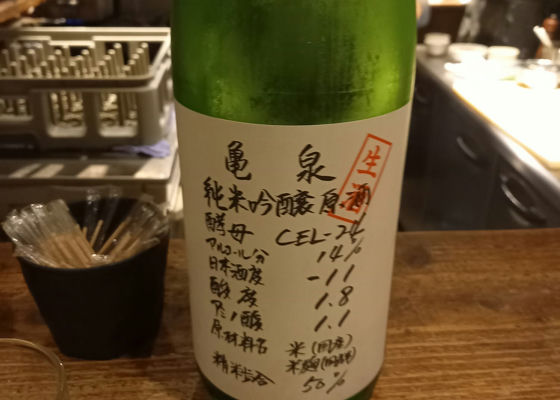 亀泉
生酒
純米吟醸原酒
酵母 CEL-24
アルコール分 14%
日本酒度 -11
酸度 1.8
アミノ酸 1.1
原材料名 米(国産)
米麹(国産米)
精米歩合 50%